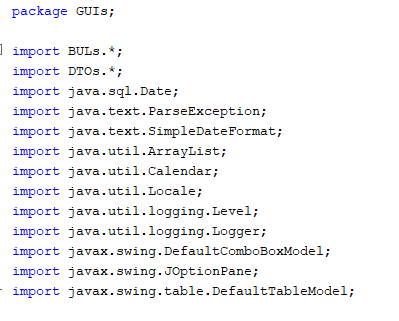 package GUIs;
import BULs.*;
import DTOs.*;
import java.sql.Date;
import java.text.ParseException;
import java.text.SimpleDateFormat;
import java.util.ArrayList;
import java.util.Calendar;
import java.util.Locale;
import java.util.logging.Level;
import java.util.logging.Logger;
import javax.swing.DefaultComboBoxModel;
import javax.swing.JOptionPane;
import javax.swing.table.DefaultTableModel;